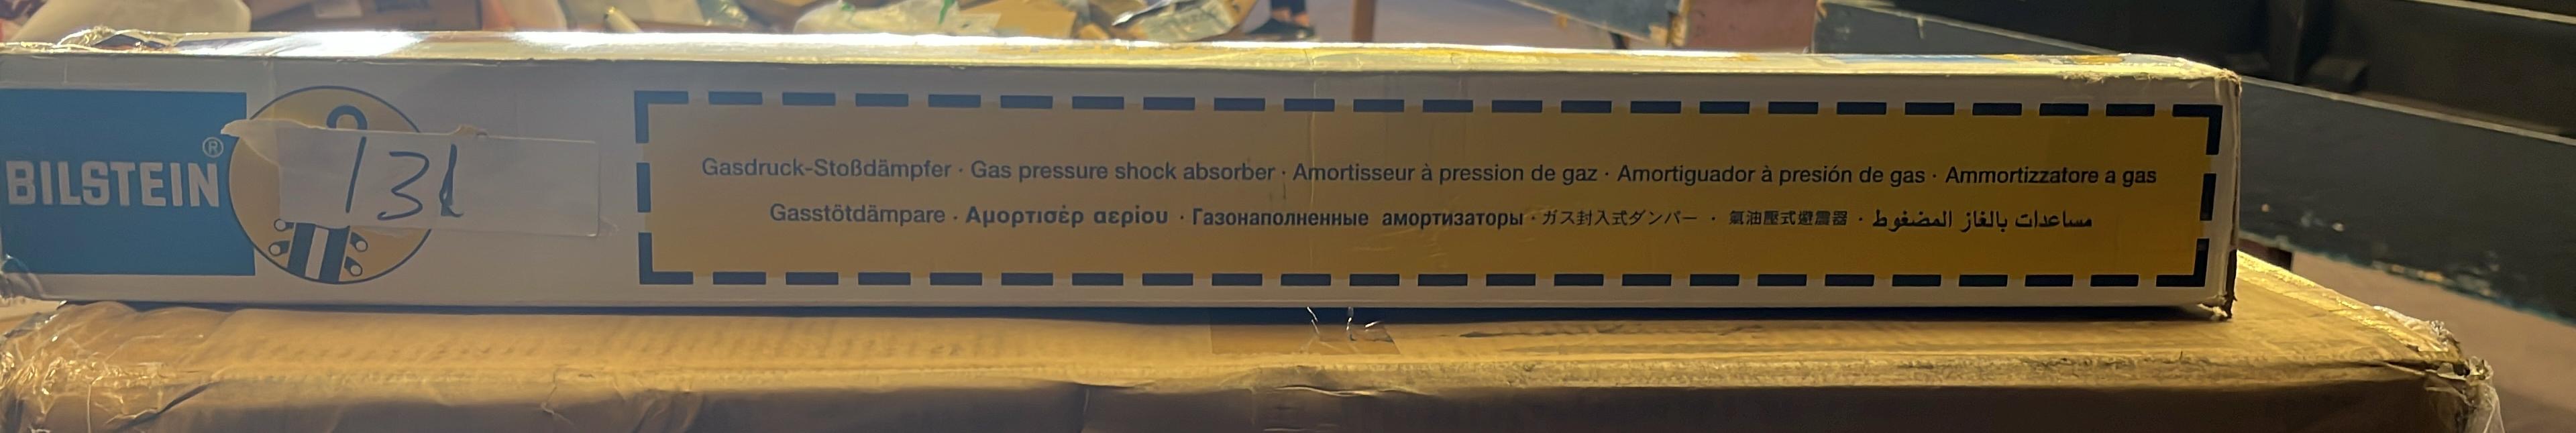 BILSTEIN®
131
Gasdruck-Stoßdämpfer · Gas pressure shock absorber · Amortisseur à pression de gaz · Amortiguador à presión de gas · Ammortizzatore a gas
Gasstötdämpare · Αμορτισέρ αερίου · Газонаполненные амортизаторы · ガス封入式ダンパー · 氣油壓式避震器 · مساعدات بالغاز المضغوط